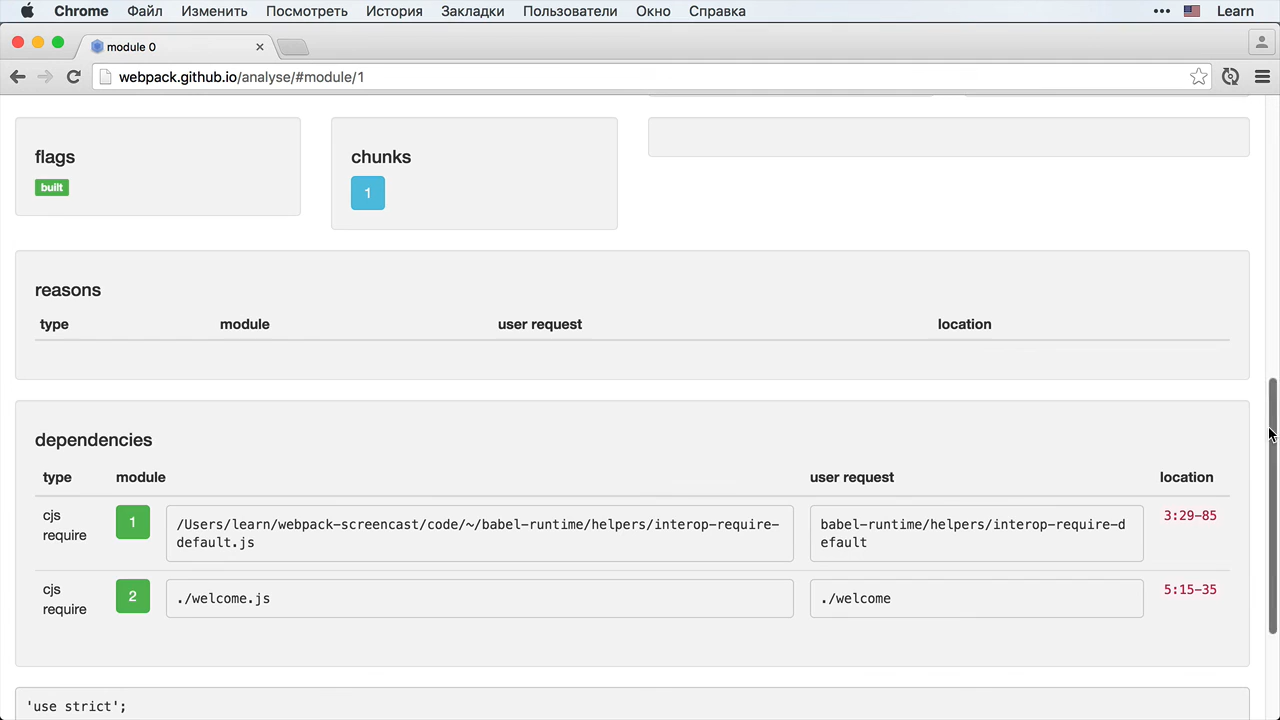 Chrome Файл Изменить Посмотреть История Закладки Пользователи Окно Справка ••• Learn
module 0
webpack.github.io/analyse/#module/1
flags
built
chunks
1
reasons
type module user request location
dependencies
type module user request location
cjs require
1
/Users/learn/webpack-screencast/code/~/babel-runtime/helpers/interop-require-
default.js
babel-runtime/helpers/interop-require-d
efault
3:29-85
cjs require
2
./welcome.js
./welcome
5:15-35
'use strict';